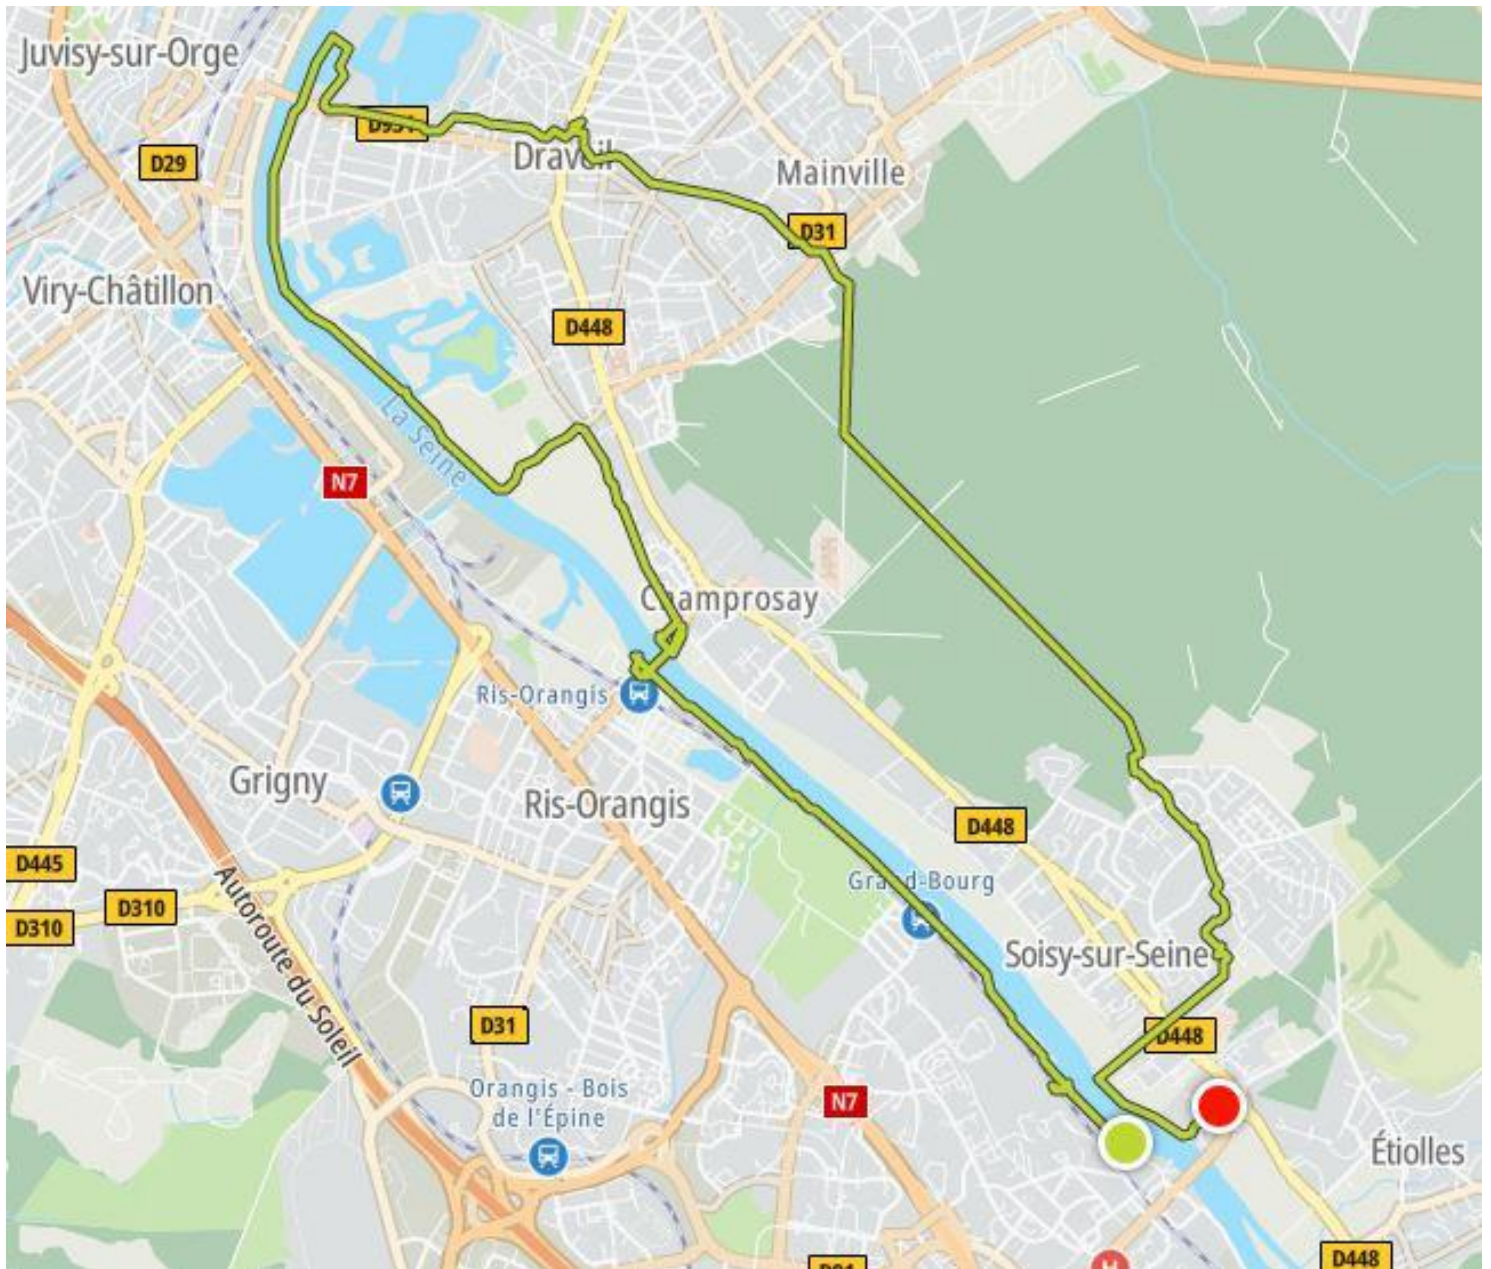 Juvisy-sur-Orge
D931
D29
Draveil
Mainville
D31
Viry-Châtillon
D448
La Seine
N7
Champrosay
Ris-Orangis
Grigny
Ris-Orangis
D448
D445
Grand-Bourg
D310
D310
Autoroute du Soleil
Soisy-sur-Seine
D31
D448
Orangis - Bois
de l'Épine
N7
Étiolles
D448
D91